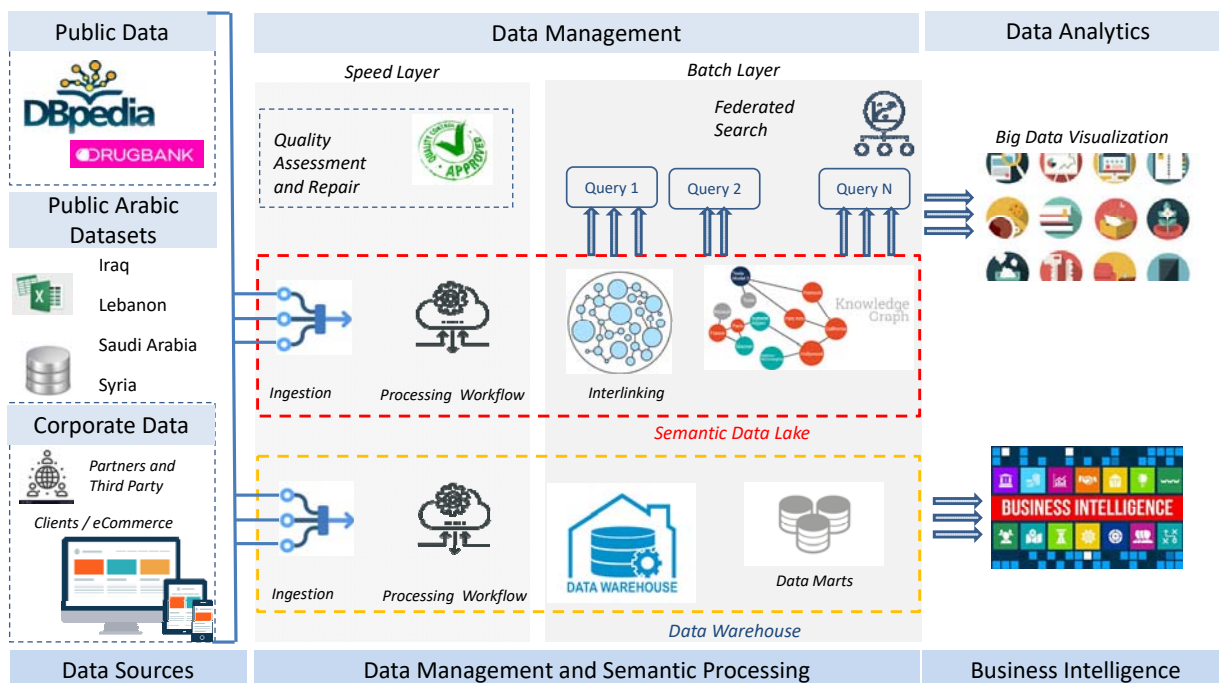 Public Data
DBpedia
DRUGBANK
Public Arabic
Datasets
Iraq
Lebanon
Saudi Arabia
Syria
Corporate Data
Partners and
Third Party
Clients / eCommerce
Data Sources
Data Management
Speed Layer
Batch Layer
Quality
Assessment
and Repair
QUALITY CONTROL
APPROVED
Federated
Search
Query 1
Query 2
Query N
Knowledge
Graph
Ingestion
Processing Workflow
Interlinking
Semantic Data Lake
DATA WAREHOUSE
Ingestion
Processing Workflow
Data Marts
Data Warehouse
Data Management and Semantic Processing
Data Analytics
Big Data Visualization
BUSINESS INTELLIGENCE
Business Intelligence